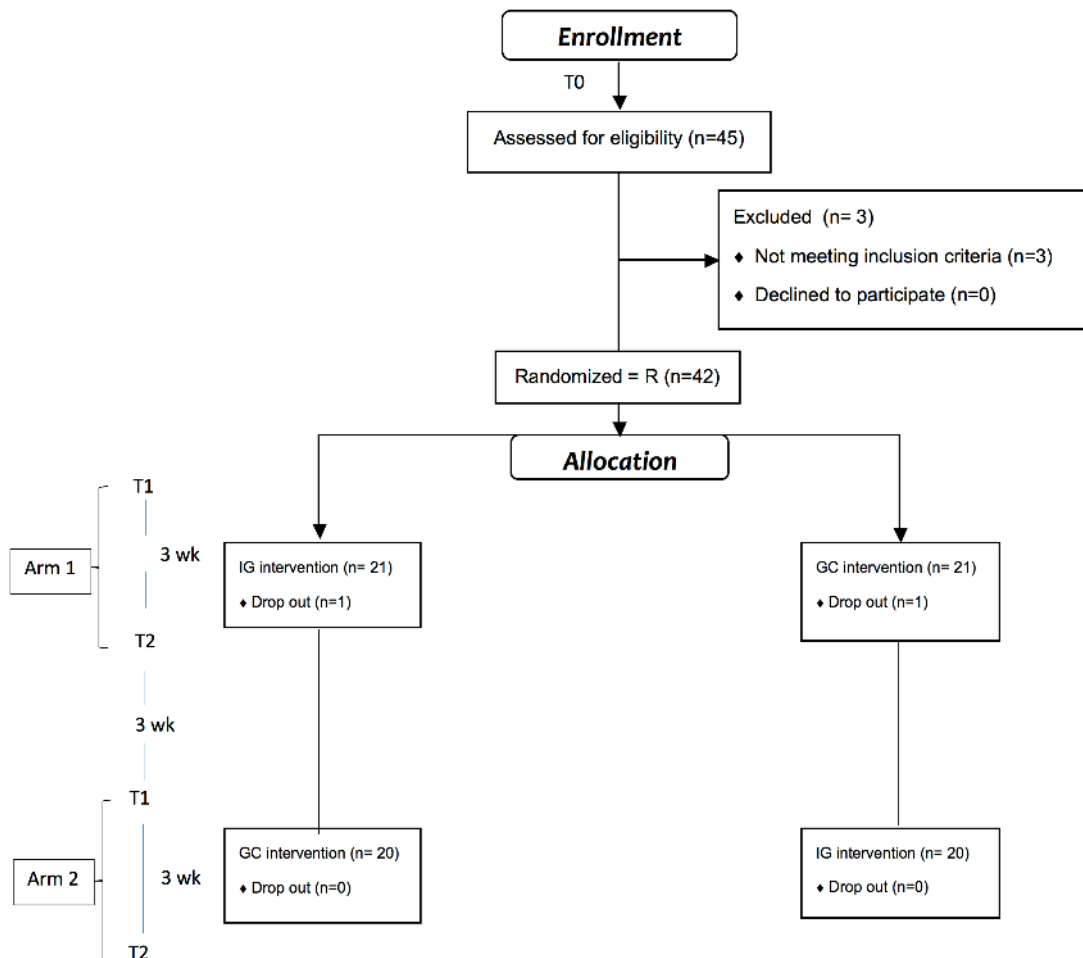 Enrollment
T0
Assessed for eligibility (n=45)
Excluded (n= 3)
♦ Not meeting inclusion criteria (n=3)
♦ Declined to participate (n=0)
Randomized = R (n=42)
Allocation
T1
Arm 1
3 wk
T2
IG intervention (n= 21)
♦ Drop out (n=1)
GC intervention (n= 21)
♦ Drop out (n=1)
3 wk
T1
Arm 2
3 wk
T2
GC intervention (n= 20)
♦ Drop out (n=0)
IG intervention (n= 20)
♦ Drop out (n=0)